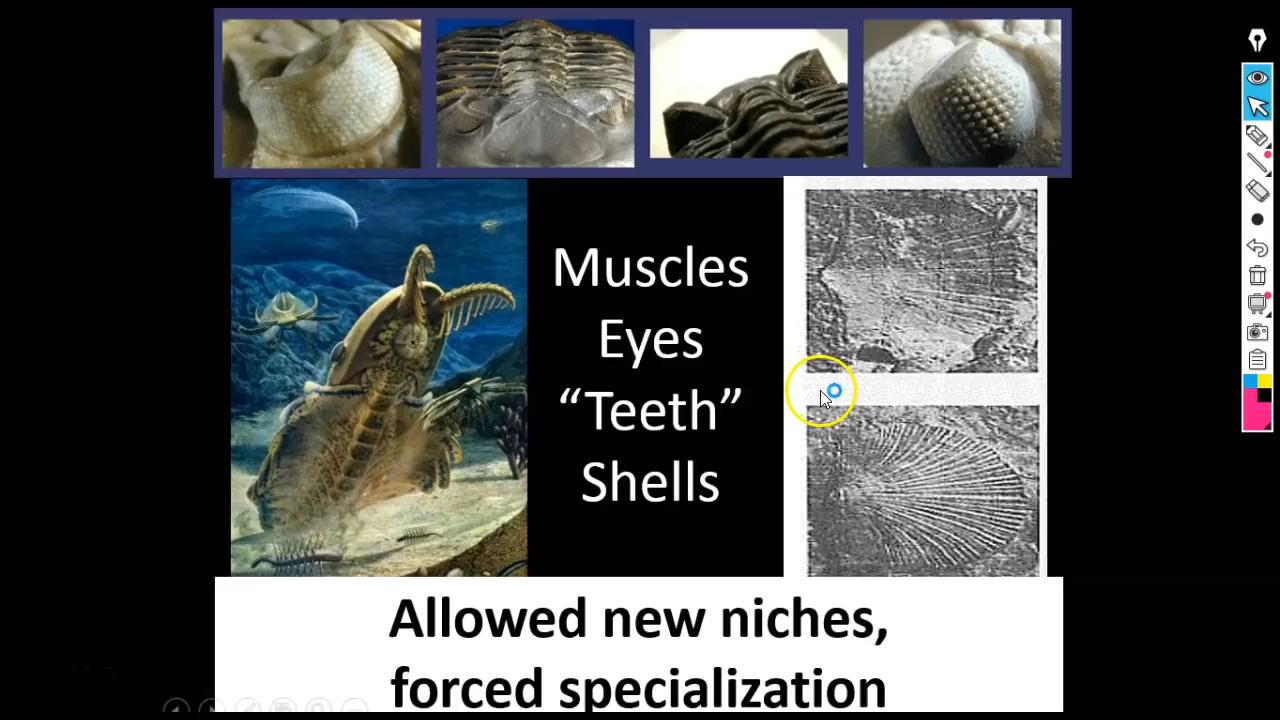 Muscles
Eyes
“Teeth”
Shells
Allowed new niches,
forced specialization